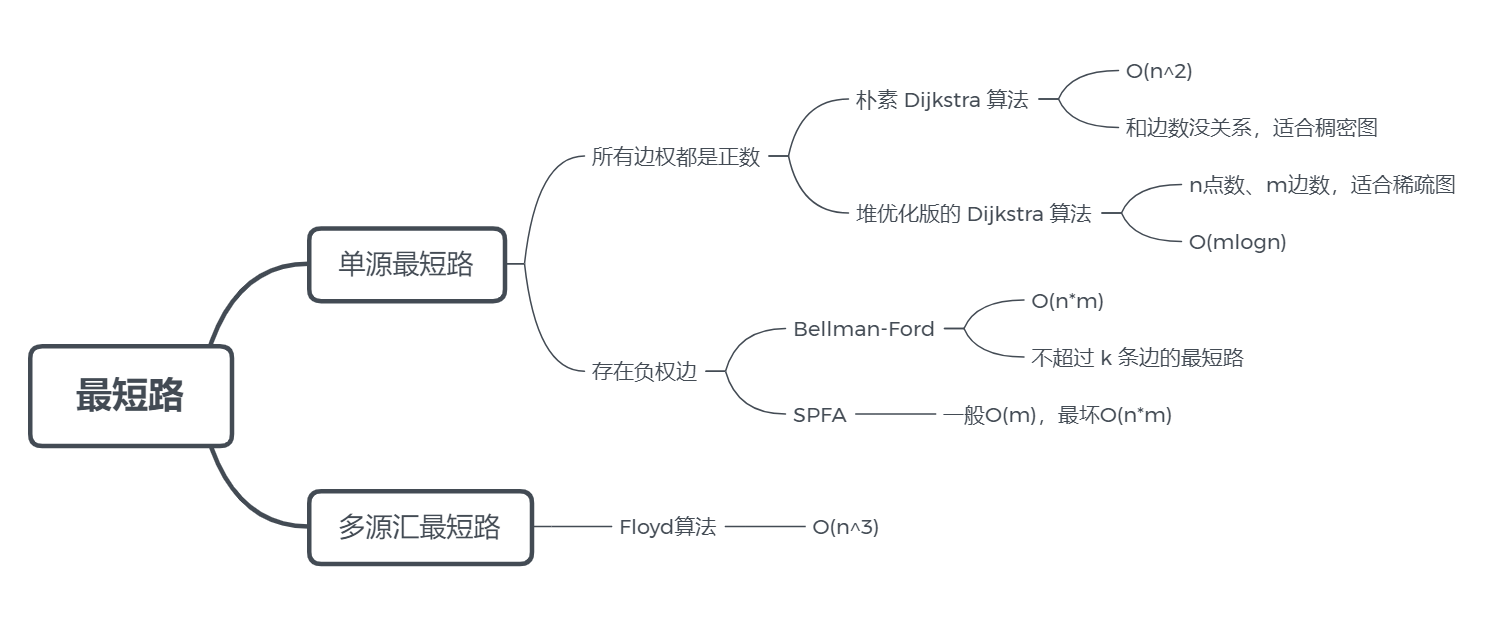 最短路
单源最短路
所有边权都是正数
朴素 Dijkstra 算法
O(n^2)
和边数没关系，适合稠密图
堆优化版的 Dijkstra 算法
n点数、m边数，适合稀疏图
O(mlogn)
存在负权边
Bellman-Ford
O(n*m)
不超过 k 条边的最短路
SPFA
一般O(m)，最坏O(n*m)
多源汇最短路
Floyd算法
O(n^3)